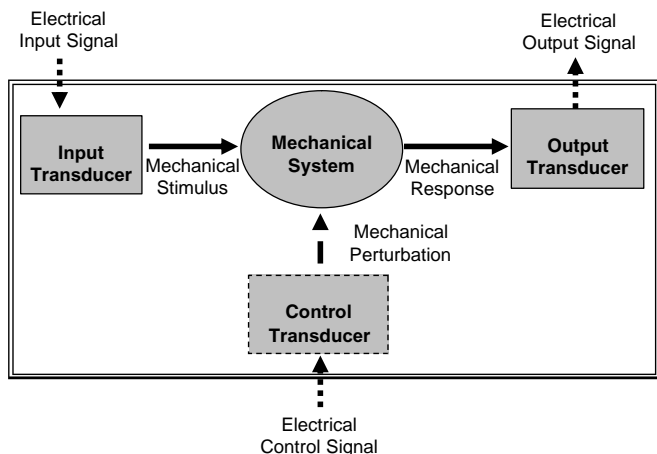 Electrical
Input Signal
Electrical
Output Signal
Input
Transducer
Mechanical
Stimulus
Mechanical
System
Mechanical
Response
Output
Transducer
Mechanical
Perturbation
Control
Transducer
Electrical
Control Signal